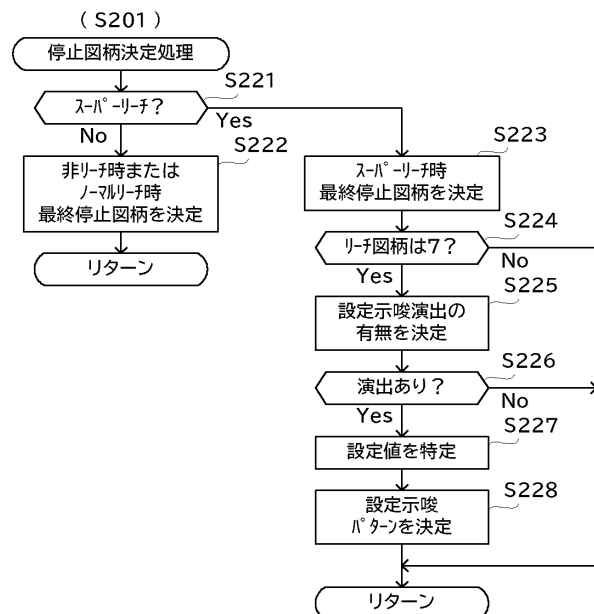 ( S201 )
停止図柄決定処理
S221
ｽｰﾊﾟｰﾘｰﾁ？
No
Yes
S222
非リーチ時または
ﾉｰﾏﾙﾘｰﾁ時
最終停止図柄を決定
リターン
S223
ｽｰﾊﾟｰﾘｰﾁ時
最終停止図柄を決定
S224
ﾘｰﾁ図柄は7？
No
Yes
S225
設定示唆演出の
有無を決定
S226
演出あり？
No
Yes
S227
設定値を特定
S228
設定示唆
ﾊﾟﾀｰﾝを決定
リターン